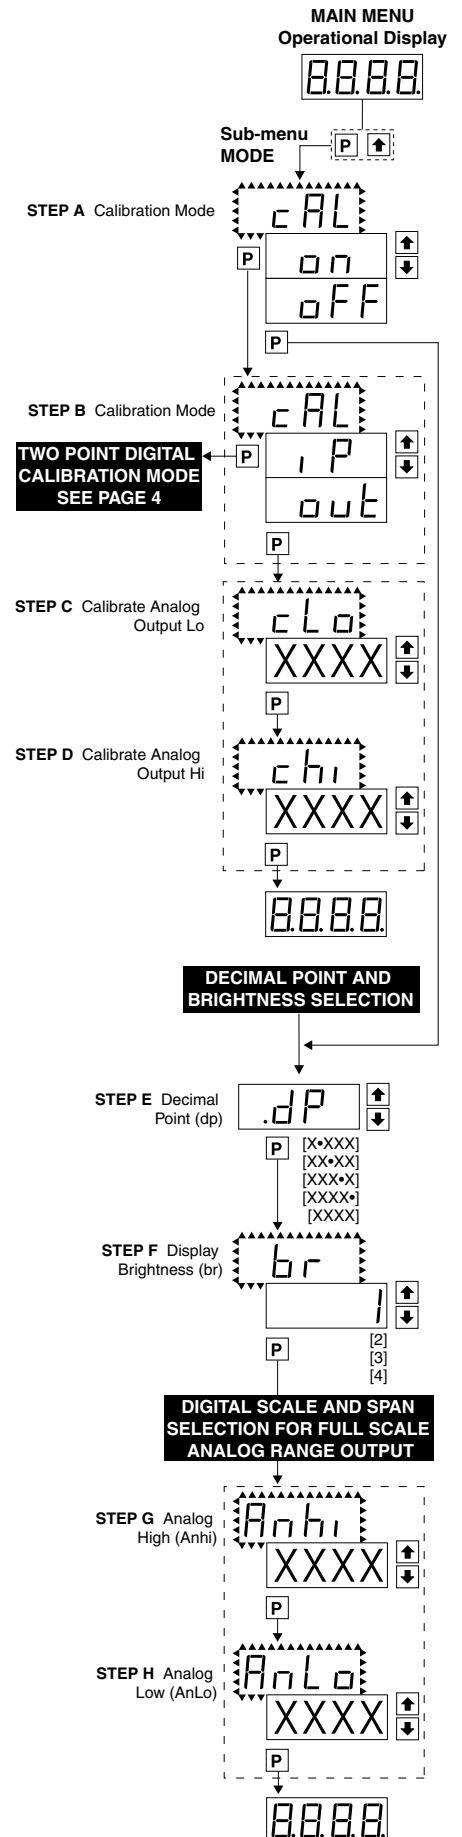 MAIN MENU
Operational Display
8.8.8.8.
Sub-menu
MODE
P
STEP A Calibration Mode
cAL
P
on
oFF
P
STEP B Calibration Mode
cAL
TWO POINT DIGITAL
CALIBRATION MODE
SEE PAGE 4
P
iP
out
P
STEP C Calibrate Analog
Output Lo
cLo
XXXX
P
STEP D Calibrate Analog
Output Hi
chi
XXXX
P
8.8.8.8.
DECIMAL POINT AND
BRIGHTNESS SELECTION
STEP E Decimal
Point (dp)
.dP
P
[X•XXX]
[XX•XX]
[XXX•X]
[XXXX•]
[XXXX]
STEP F Display
Brightness (br)
br
1
P
[2]
[3]
[4]
DIGITAL SCALE AND SPAN
SELECTION FOR FULL SCALE
ANALOG RANGE OUTPUT
STEP G Analog
High (Anhi)
Anhi
XXXX
P
STEP H Analog
Low (AnLo)
AnLo
XXXX
P
8.8.8.8.